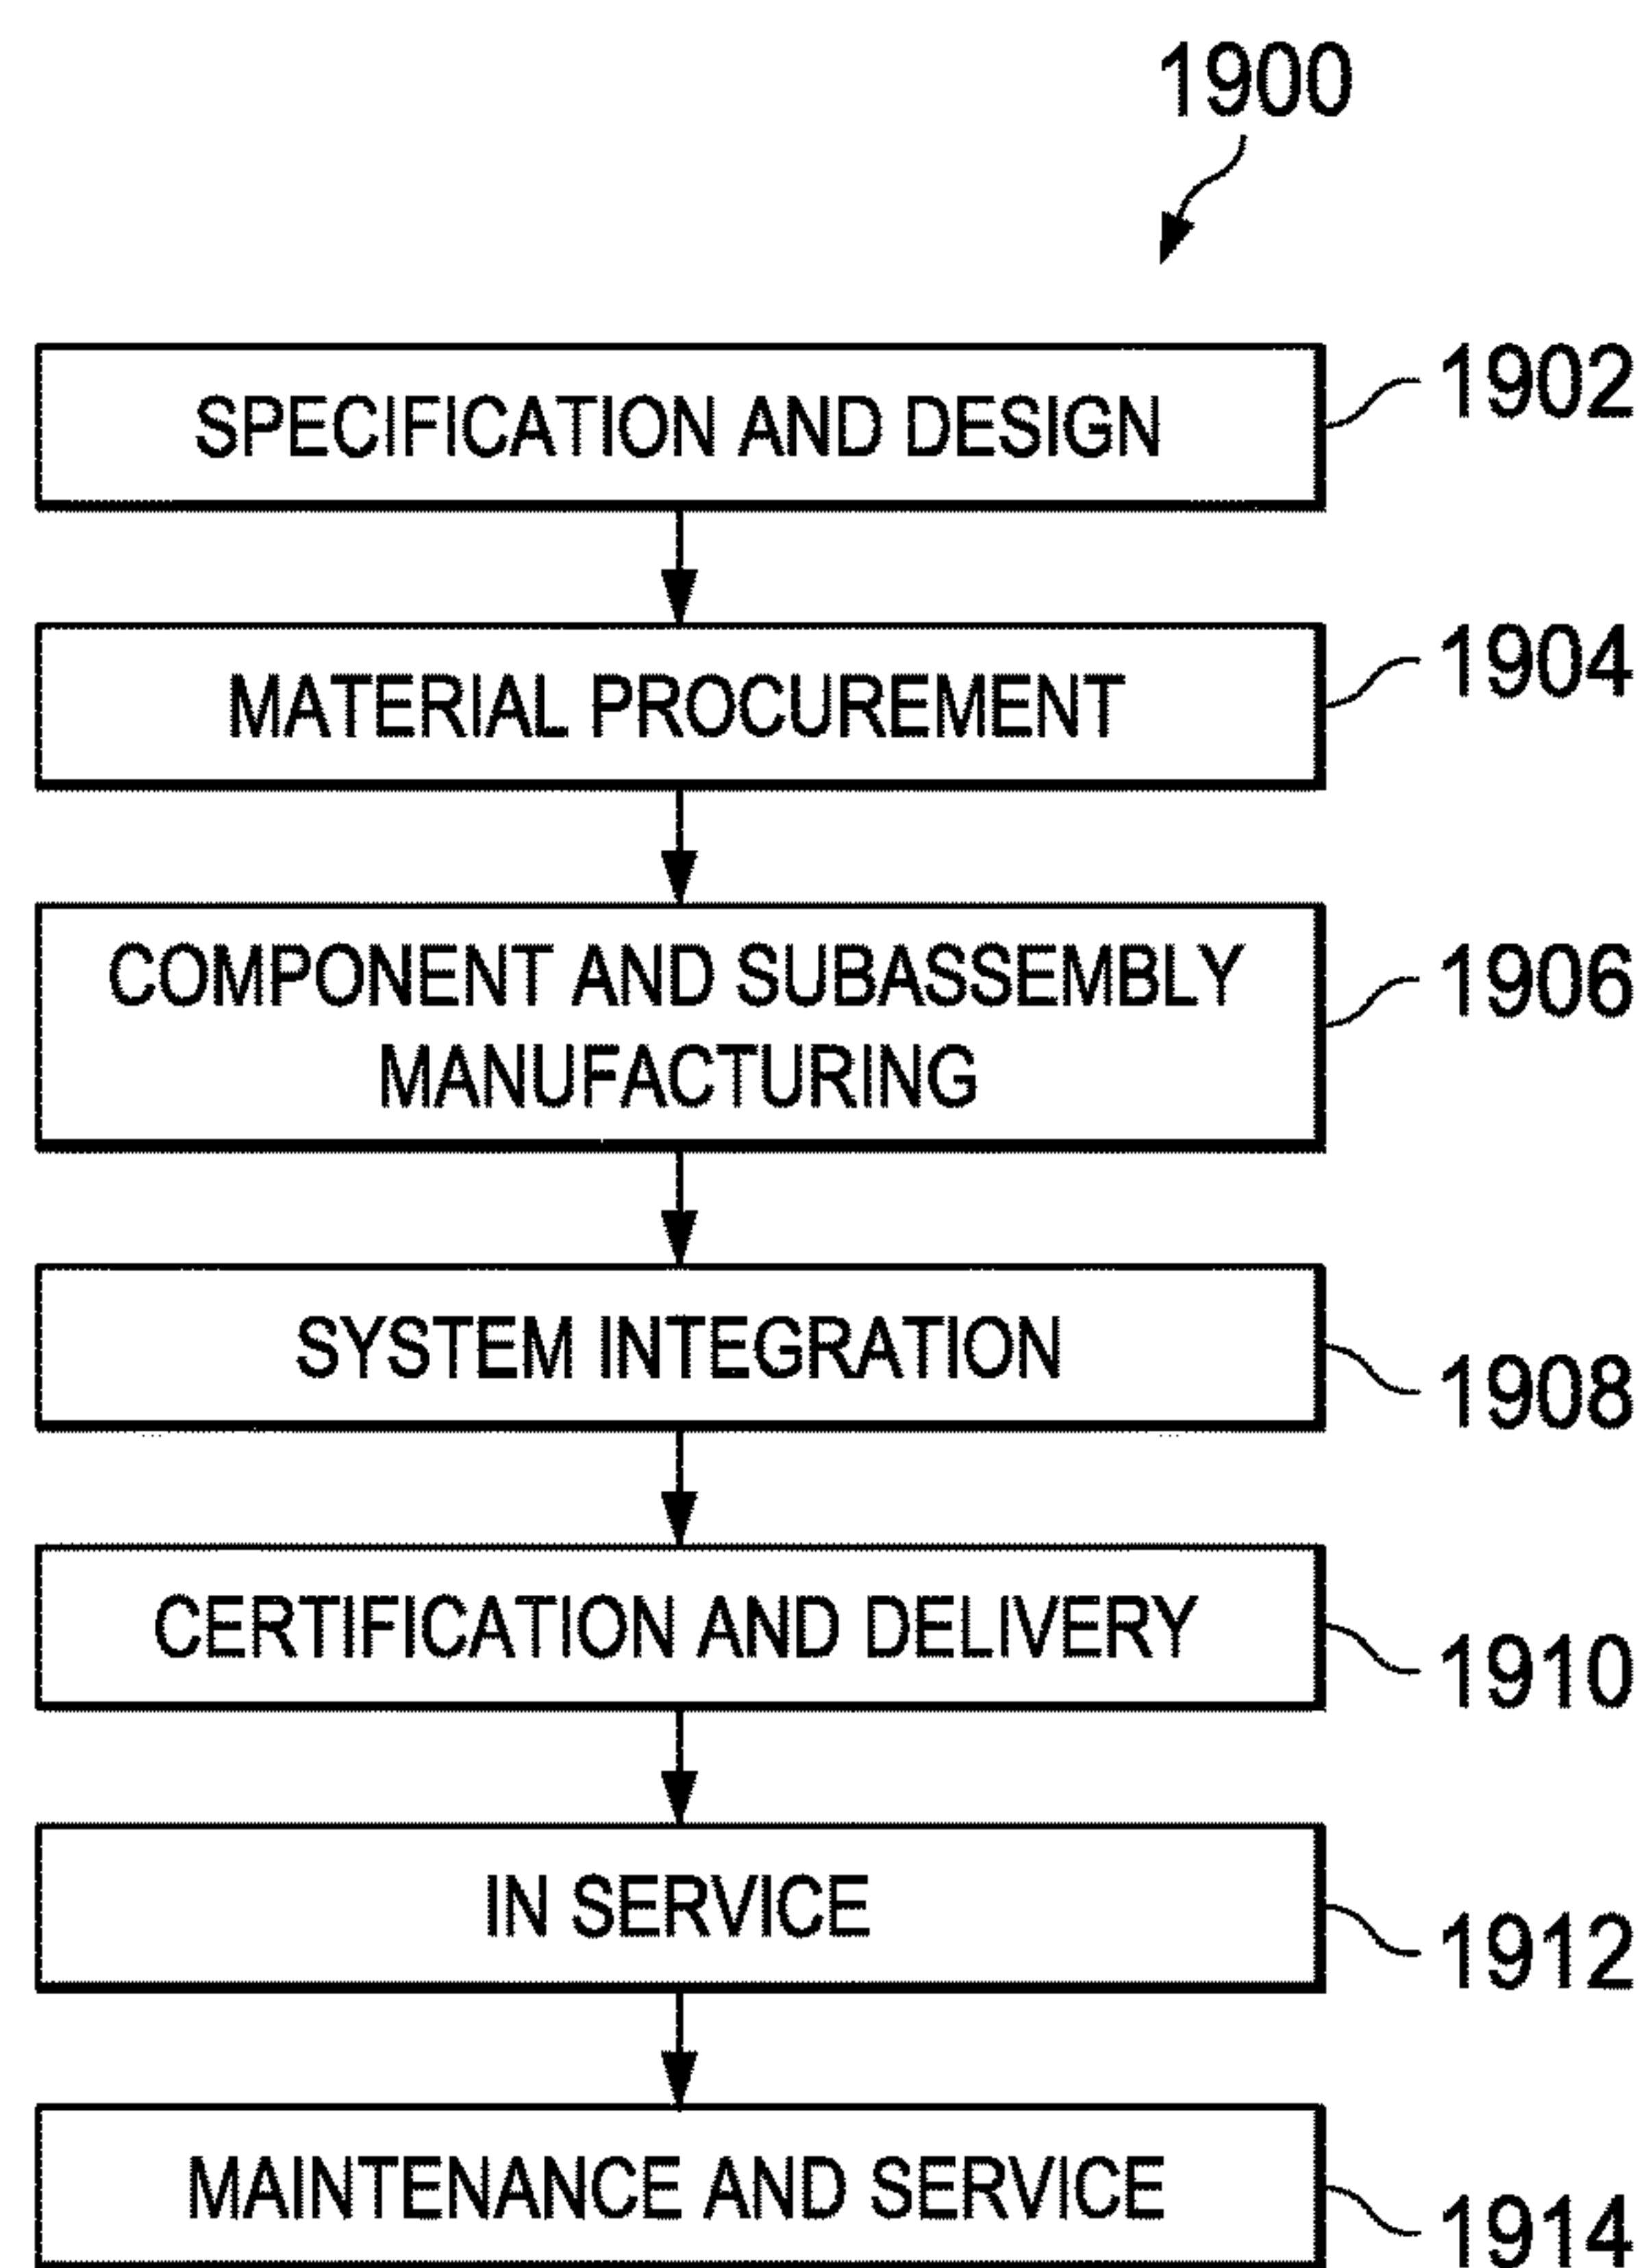 1900
SPECIFICATION AND DESIGN
1902
MATERIAL PROCUREMENT
1904
COMPONENT AND SUBASSEMBLY
MANUFACTURING
1906
SYSTEM INTEGRATION
1908
CERTIFICATION AND DELIVERY
1910
IN SERVICE
1912
MAINTENANCE AND SERVICE
1914